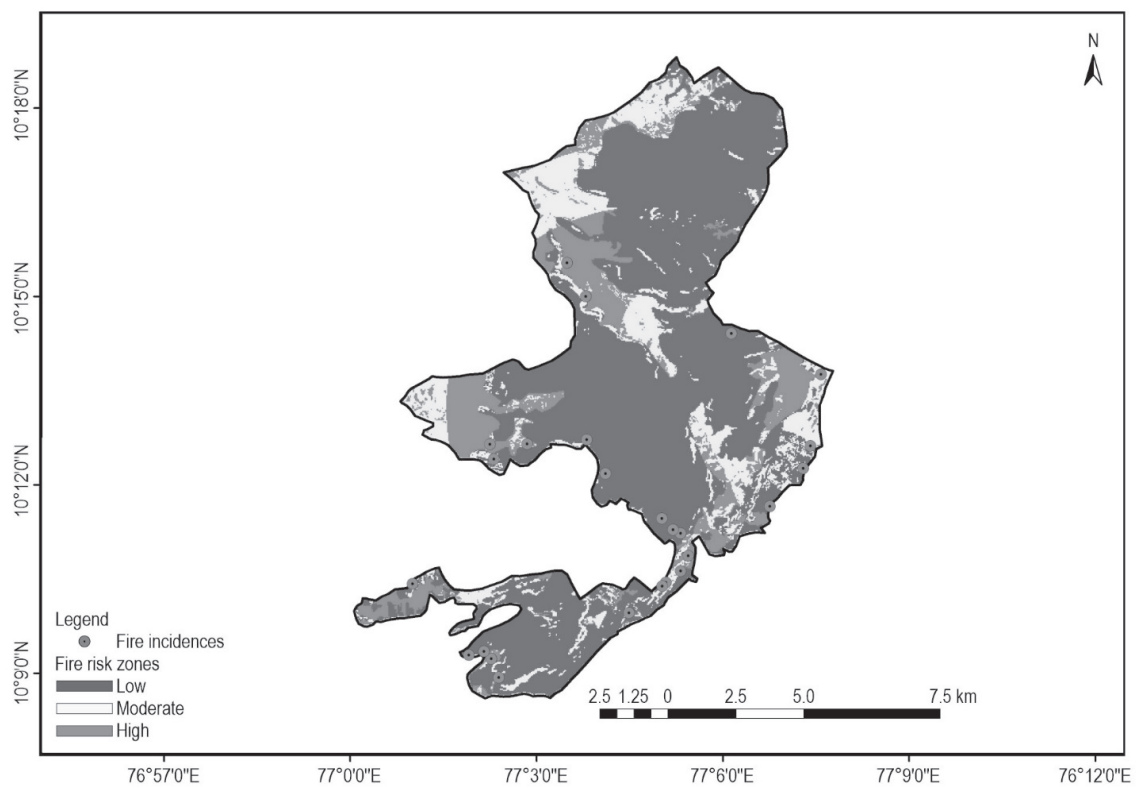 N
10°18'0"N
10°15'0"N
10°12'0"N
10°9'0"N
Legend
Fire incidences
Fire risk zones
Low
Moderate
High
2.5 1.25 0 2.5 5.0 7.5 km
76°57'0"E 77°0'0"E 77°3'0"E 77°6'0"E 77°9'0"E 76°12'0"E